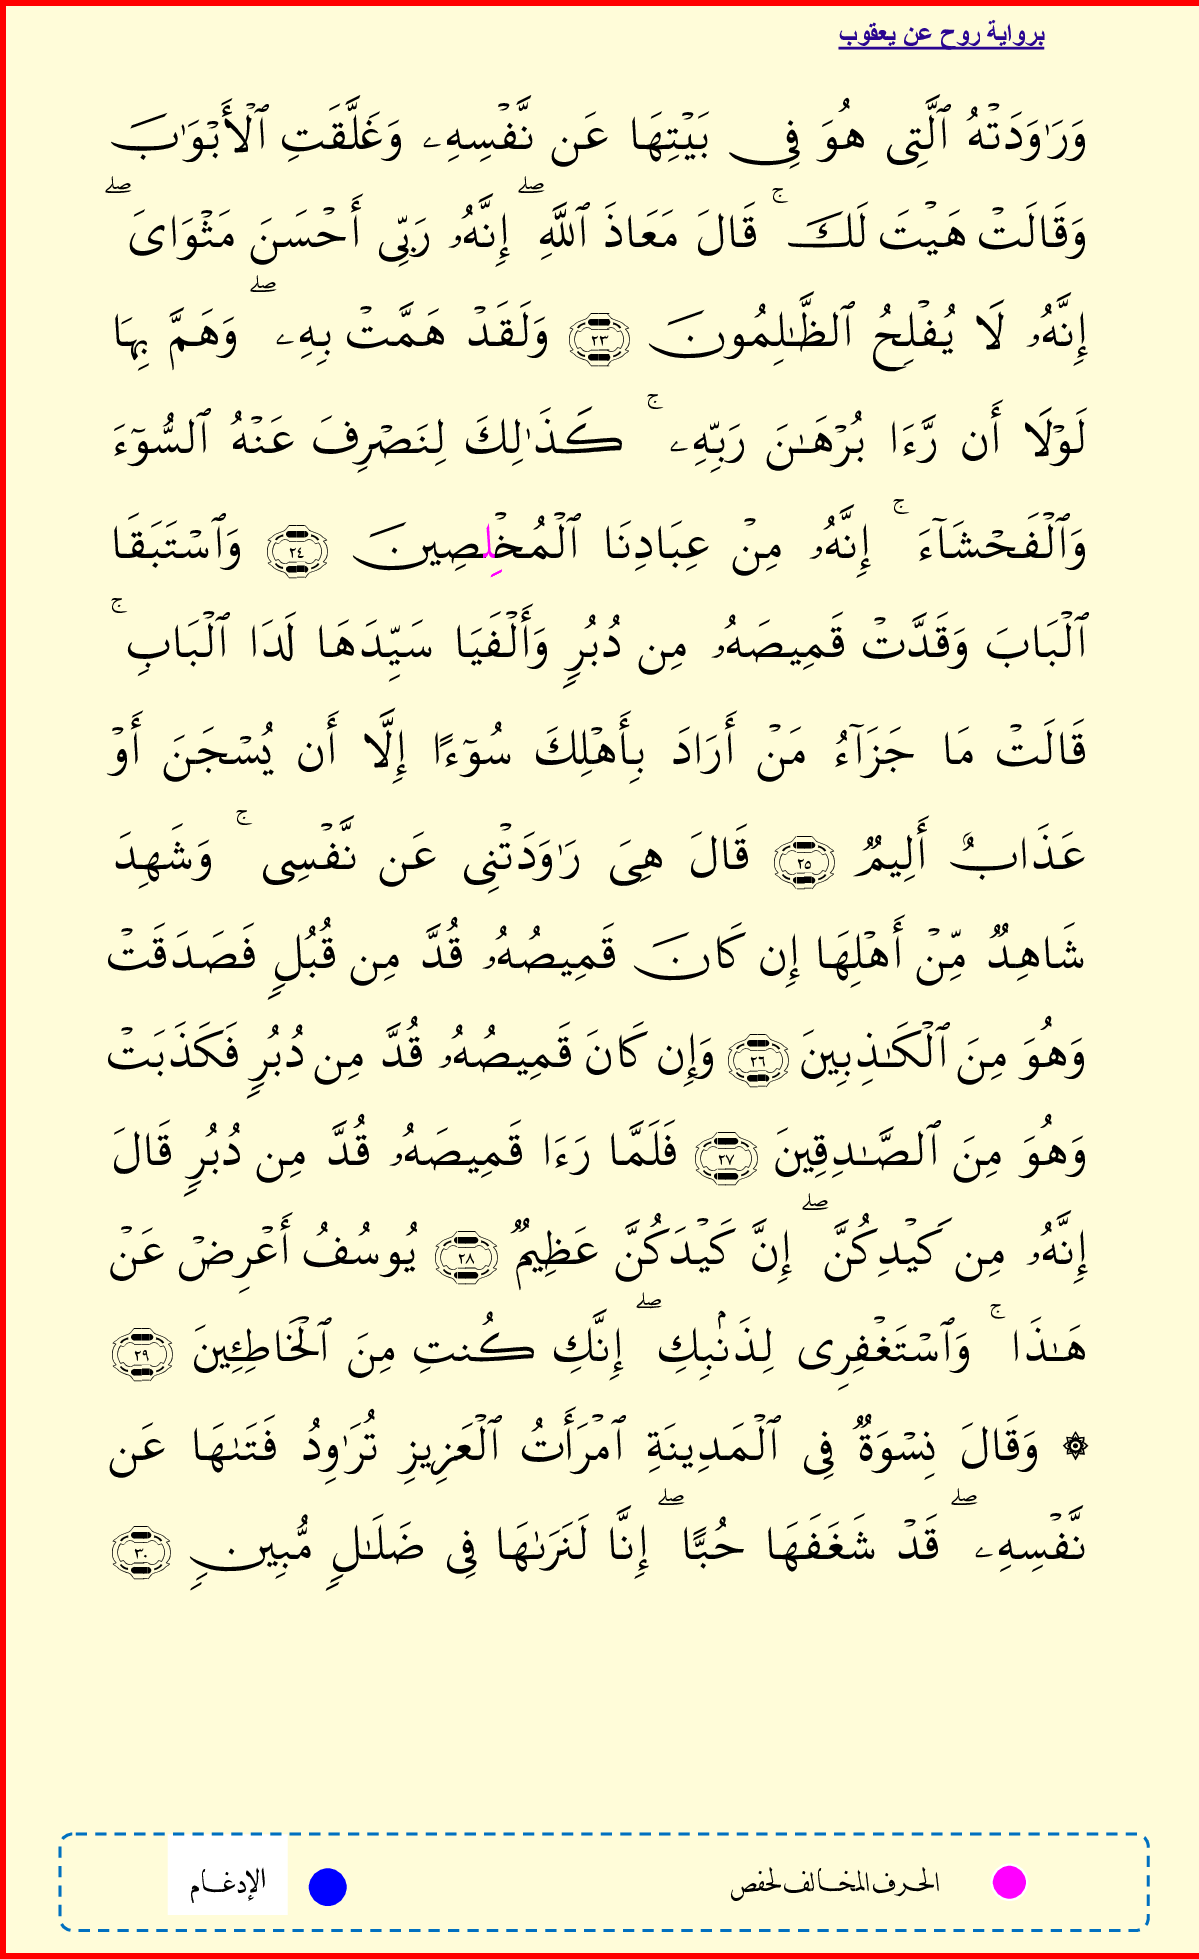 برواية روح عن يعقوب
وَرَٰوَدَتۡهُ ٱلَّتِى هُوَ فِى بَيۡتِهَا عَن نَّفۡسِهِۦ وَغَلَّقَتِ ٱلۡأَبۡوَٰبَ
وَقَالَتۡ هَيۡتَ لَكَ ۚ قَالَ مَعَاذَ ٱللَّهِ ۖ إِنَّهُۥ رَبِّى أَحۡسَنَ مَثۡوَاىَ ۖ
إِنَّهُۥ لَا يُفۡلِحُ ٱلظَّـٰلِمُونَ ٢٣ وَلَقَدۡ هَمَّتۡ بِهِۦ ۖ وَهَمَّ بِهَا
لَوۡلَا أَن رَّءَا بُرۡهَـٰنَ رَبِّهِۦ ۚ كَذَٰلِكَ لِنَصۡرِفَ عَنۡهُ ٱلسُّوٓءَ
وَٱلۡفَحۡشَآءَ ۚ إِنَّهُۥ مِنۡ عِبَادِنَا ٱلۡمُخۡلِصِينَ ٢٤ وَٱسۡتَبَقَا
ٱلۡبَابَ وَقَدَّتۡ قَمِيصَهُۥ مِن دُبُرٍ وَأَلۡفَيَا سَيِّدَهَا لَدَا ٱلۡبَابِ ۚ
قَالَتۡ مَا جَزَآءُ مَنۡ أَرَادَ بِأَهۡلِكَ سُوٓءًا إِلَّا أَن يُسۡجَنَ أَوۡ
عَذَابٌ أَلِيمٌ ٢٥ قَالَ هِىَ رَٰوَدَتۡنِى عَن نَّفۡسِى ۚ وَشَهِدَ
شَاهِدٌ مِّنۡ أَهۡلِهَا إِن كَانَ قَمِيصُهُۥ قُدَّ مِن قُبُلٍ فَصَدَقَتۡ
وَهُوَ مِنَ ٱلۡكَـٰذِبِينَ ٢٦ وَإِن كَانَ قَمِيصُهُۥ قُدَّ مِن دُبُرٍ فَكَذَبَتۡ
وَهُوَ مِنَ ٱلصَّـٰدِقِينَ ٢٧ فَلَمَّا رَءَا قَمِيصَهُۥ قُدَّ مِن دُبُرٍ قَالَ
إِنَّهُۥ مِن كَيۡدِكُنَّ ۖ إِنَّ كَيۡدَكُنَّ عَظِيمٌ ٢٨ يُوسُفُ أَعۡرِضۡ عَنۡ
هَـٰذَا ۚ وَٱسۡتَغۡفِرِى لِذَنۢبِكِ ۖ إِنَّكِ كُنتِ مِنَ ٱلۡخَاطِئِينَ ٢٩
۞ وَقَالَ نِسۡوَةٌ فِى ٱلۡمَدِينَةِ ٱمۡرَأَتُ ٱلۡعَزِيزِ تُرَٰوِدُ فَتَىٰهَا عَن
نَّفۡسِهِۦ ۖ قَدۡ شَغَفَهَا حُبًّا ۖ إِنَّا لَنَرَىٰهَا فِى ضَلَـٰلٍ مُّبِينٍ ٣٠
الحرف المخالف لحفص
الإدغام